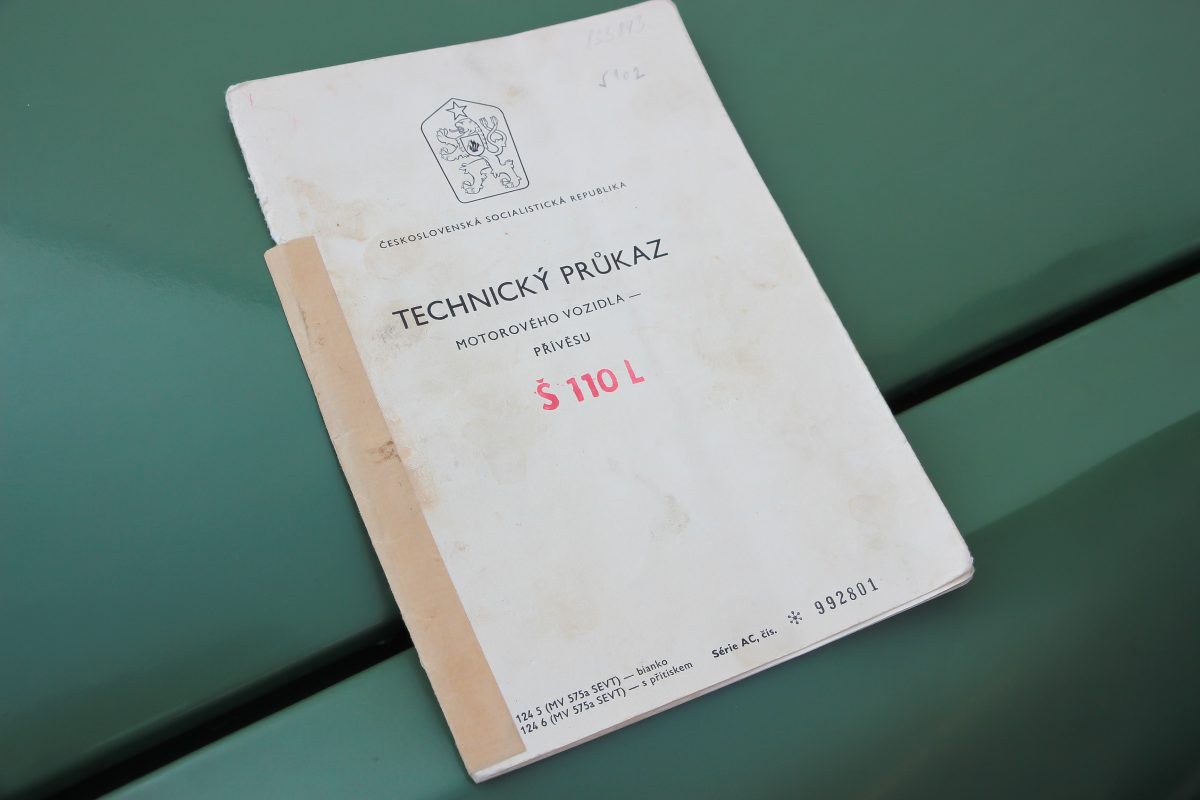 ČESKOSLOVENSKÁ SOCIALISTICKÁ REPUBLIKA
TECHNICKÝ PRŮKAZ
MOTOROVÉHO VOZIDLA —
PŘÍVĚSU
Š 110 L
Série AC, čís. ✲ 992801
124 5 (MV 575a SEVT) — bianko
124 6 (MV 575a SEVT) — s přítiskem